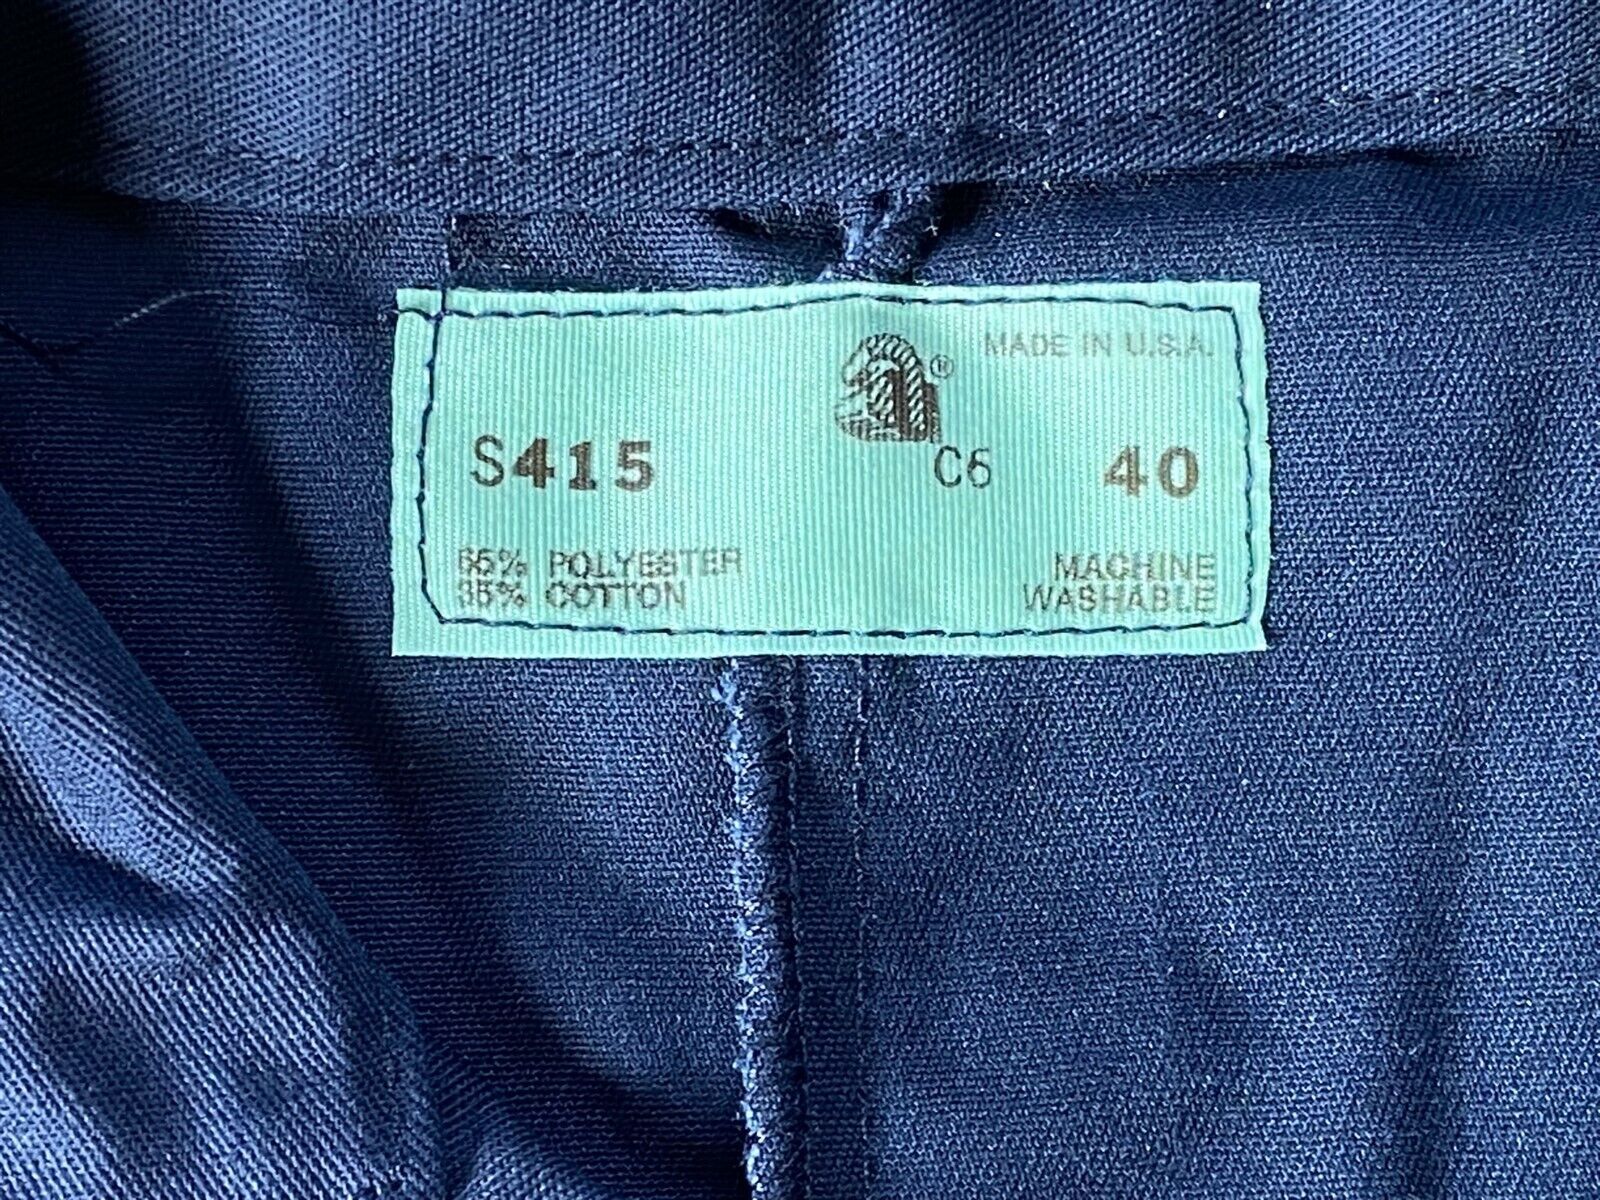 ® MADE IN U.S.A.
S415 C6 40
65% POLYESTER
35% COTTON
MACHINE
WASHABLE